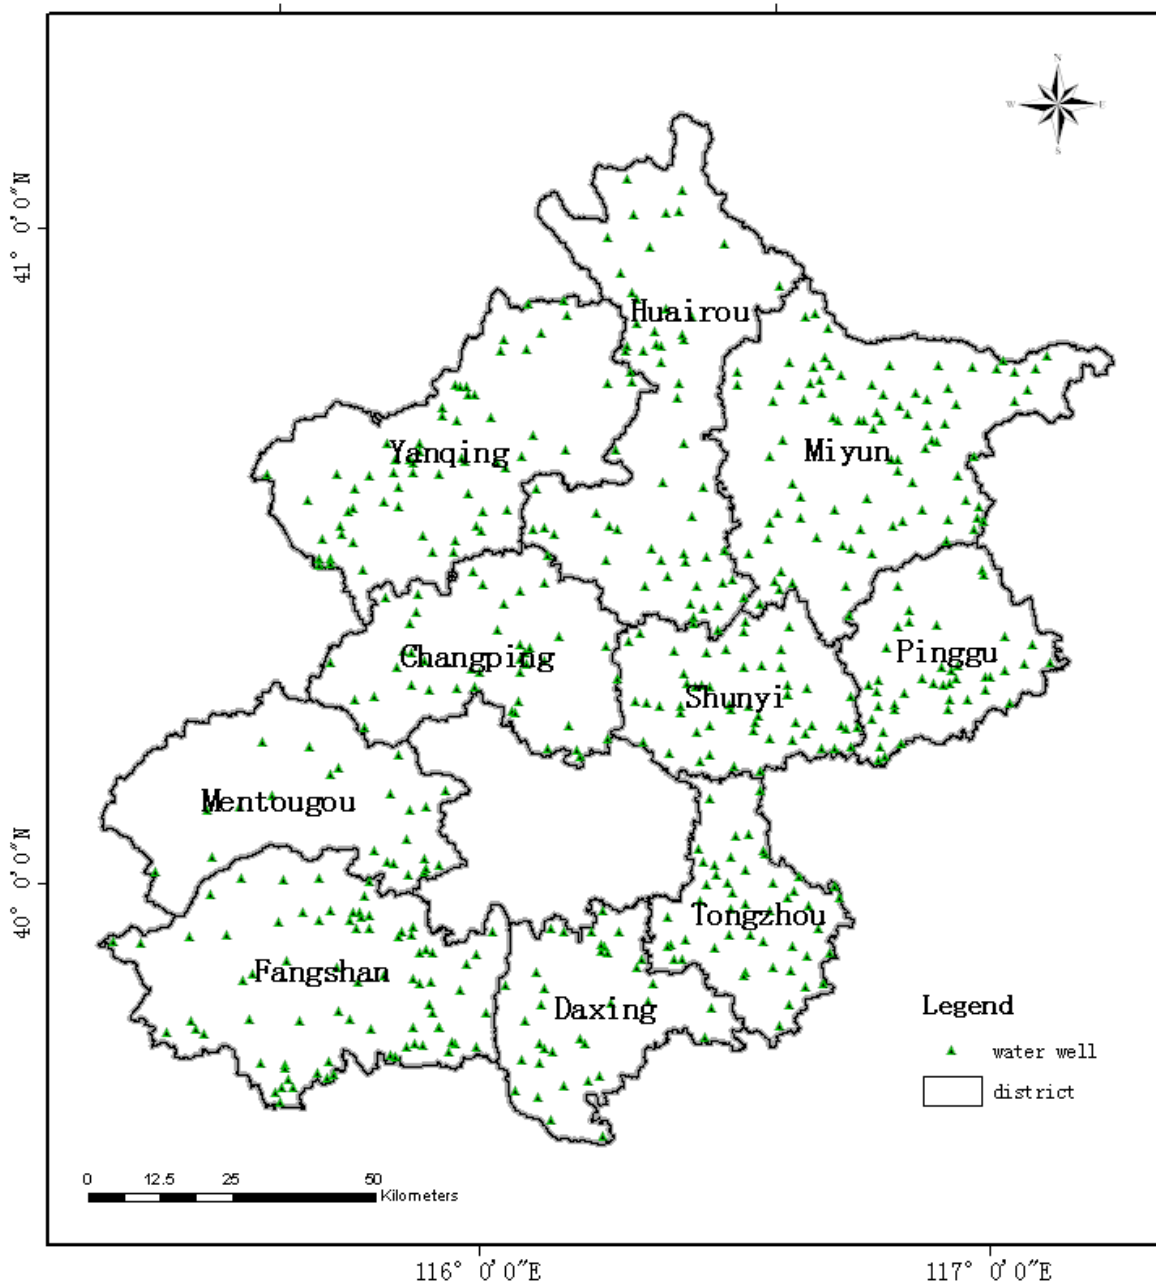 N
W E
S
41° 0'0"N
Huairou
Yanqing
Miyun
Changping
Pinggu
Shunyi
Mentougou
40° 0'0"N
Tongzhou
Fangshan
Daxing
Legend
water well
district
0 12.5 25 50
Kilometers
116° 0'0"E 117° 0'0"E